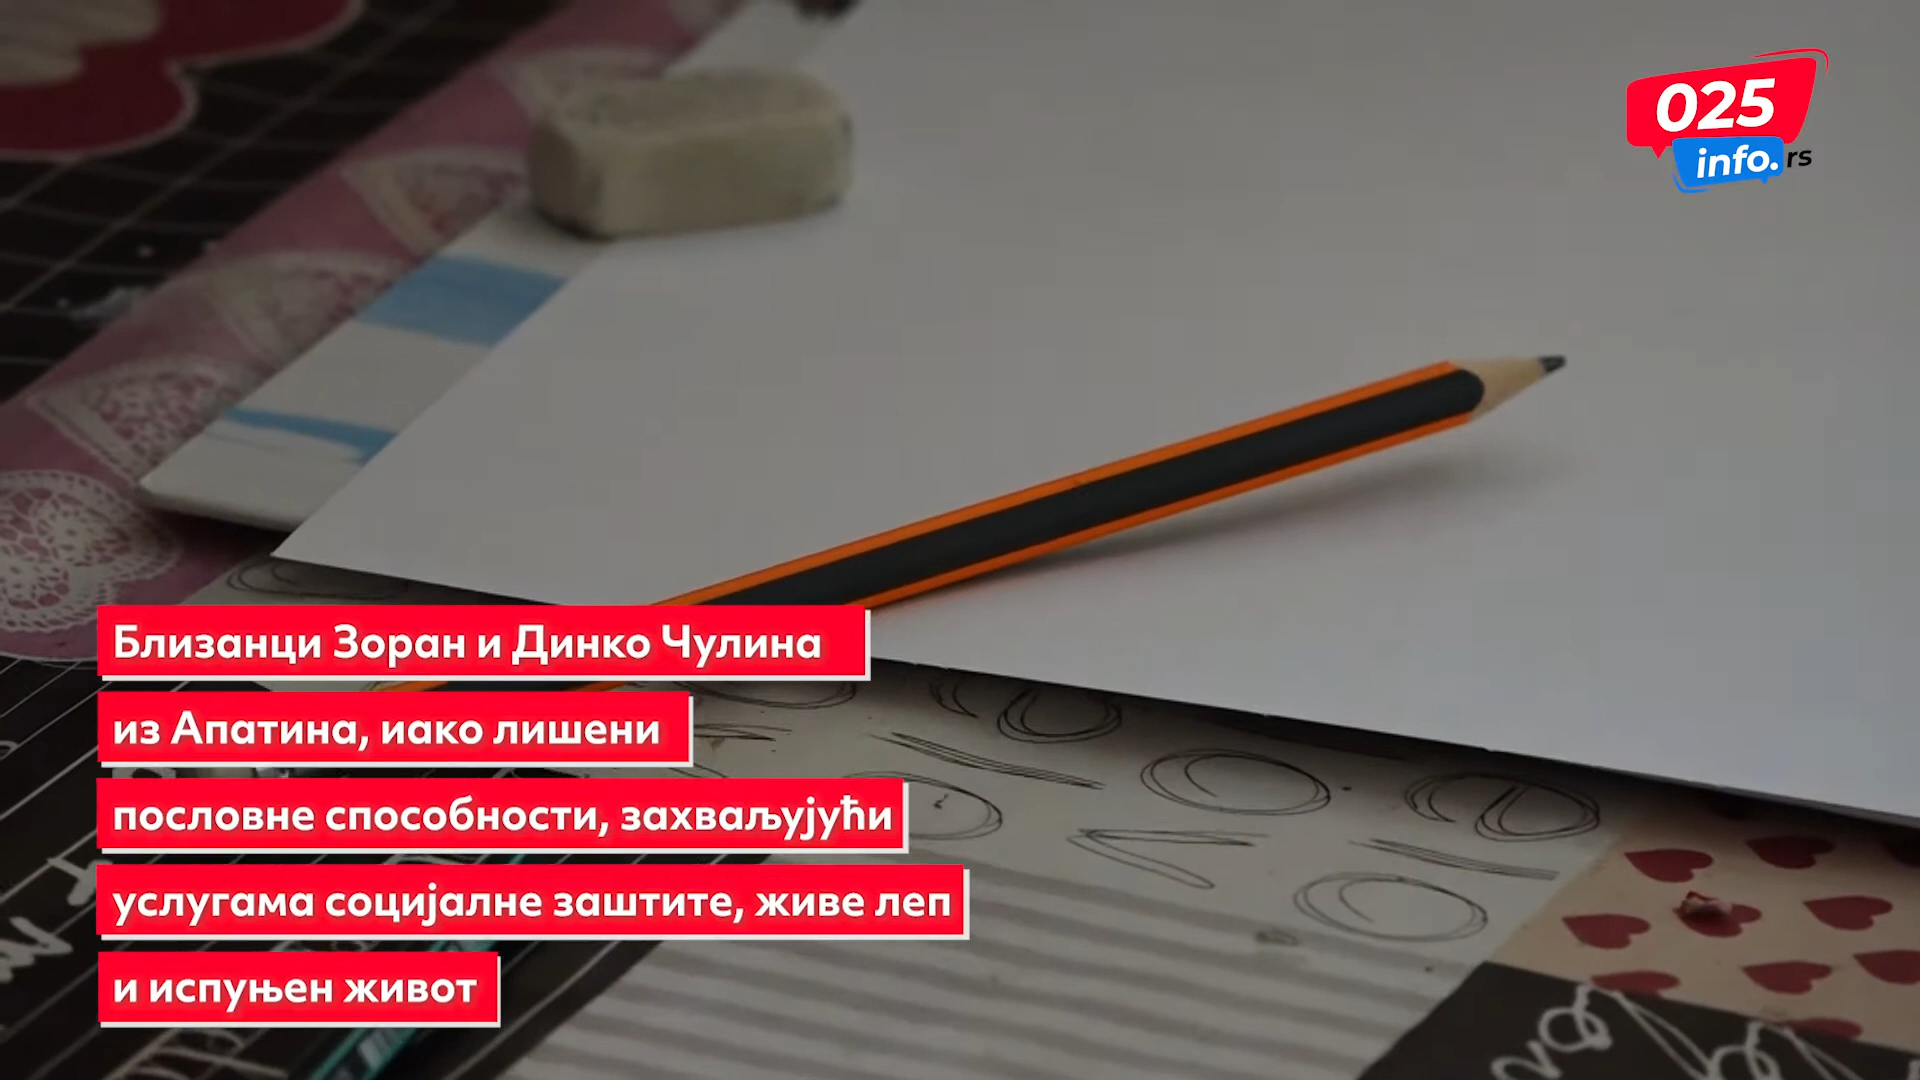 025
info.rs
Близанци Зоран и Динко Чулина
из Апатина, иако лишени
пословне способности, захваљујући
услугама социјалне заштите, живе леп
и испуњен живот